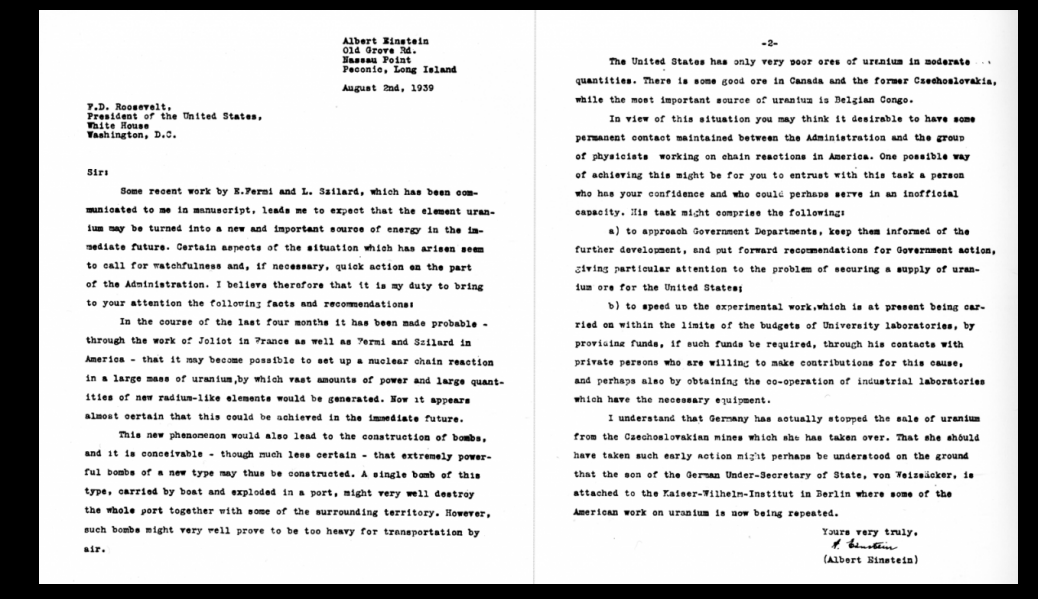 Albert Einstein
Old Grove Rd.
Nassau Point
Peconic, Long Island
August 2nd, 1939
F.D. Roosevelt,
President of the United States,
White House
Washington, D.C.
Sir:
Some recent work by E.Fermi and L. Szilard, which has been com-
municated to me in manuscript, leads me to expect that the element uran-
ium may be turned into a new and important source of energy in the im-
mediate future. Certain aspects of the situation which has arisen seem
to call for watchfulness and, if necessary, quick action on the part
of the Administration. I believe therefore that it is my duty to bring
to your attention the following facts and recommendations:
In the course of the last four months it has been made probable -
through the work of Joliot in France as well as Fermi and Szilard in
America - that it may become possible to set up a nuclear chain reaction
in a large mass of uranium,by which vast amounts of power and large quant-
ities of new radium-like elements would be generated. Now it appears
almost certain that this could be achieved in the immediate future.
This new phenomenon would also lead to the construction of bombs,
and it is conceivable - though much less certain - that extremely power-
ful bombs of a new type may thus be constructed. A single bomb of this
type, carried by boat and exploded in a port, might very well destroy
the whole port together with some of the surrounding territory. However,
such bombs might very well prove to be too heavy for transportation by
air.
-2-
The United States has only very poor ores of uranium in moderate
quantities. There is some good ore in Canada and the former Czechoslovakia,
while the most important source of uranium is Belgian Congo.
In view of this situation you may think it desirable to have some
permanent contact maintained between the Administration and the group
of physicists working on chain reactions in America. One possible way
of achieving this might be for you to entrust with this task a person
who has your confidence and who could perhaps serve in an inofficial
capacity. His task might comprise the following:
a) to approach Government Departments, keep them informed of the
further development, and put forward recommendations for Government action,
giving particular attention to the problem of securing a supply of uran-
ium ore for the United States;
b) to speed up the experimental work,which is at present being car-
ried on within the limits of the budgets of University laboratories, by
providing funds, if such funds be required, through his contacts with
private persons who are willing to make contributions for this cause,
and perhaps also by obtaining the co-operation of industrial laboratories
which have the necessary equipment.
I understand that Germany has actually stopped the sale of uranium
from the Czechoslovakian mines which she has taken over. That she should
have taken such early action might perhaps be understood on the ground
that the son of the German Under-Secretary of State, von Weizsäcker, is
attached to the Kaiser-Wilhelm-Institut in Berlin where some of the
American work on uranium is now being repeated.
Yours very truly,
A. Einstein
(Albert Einstein)